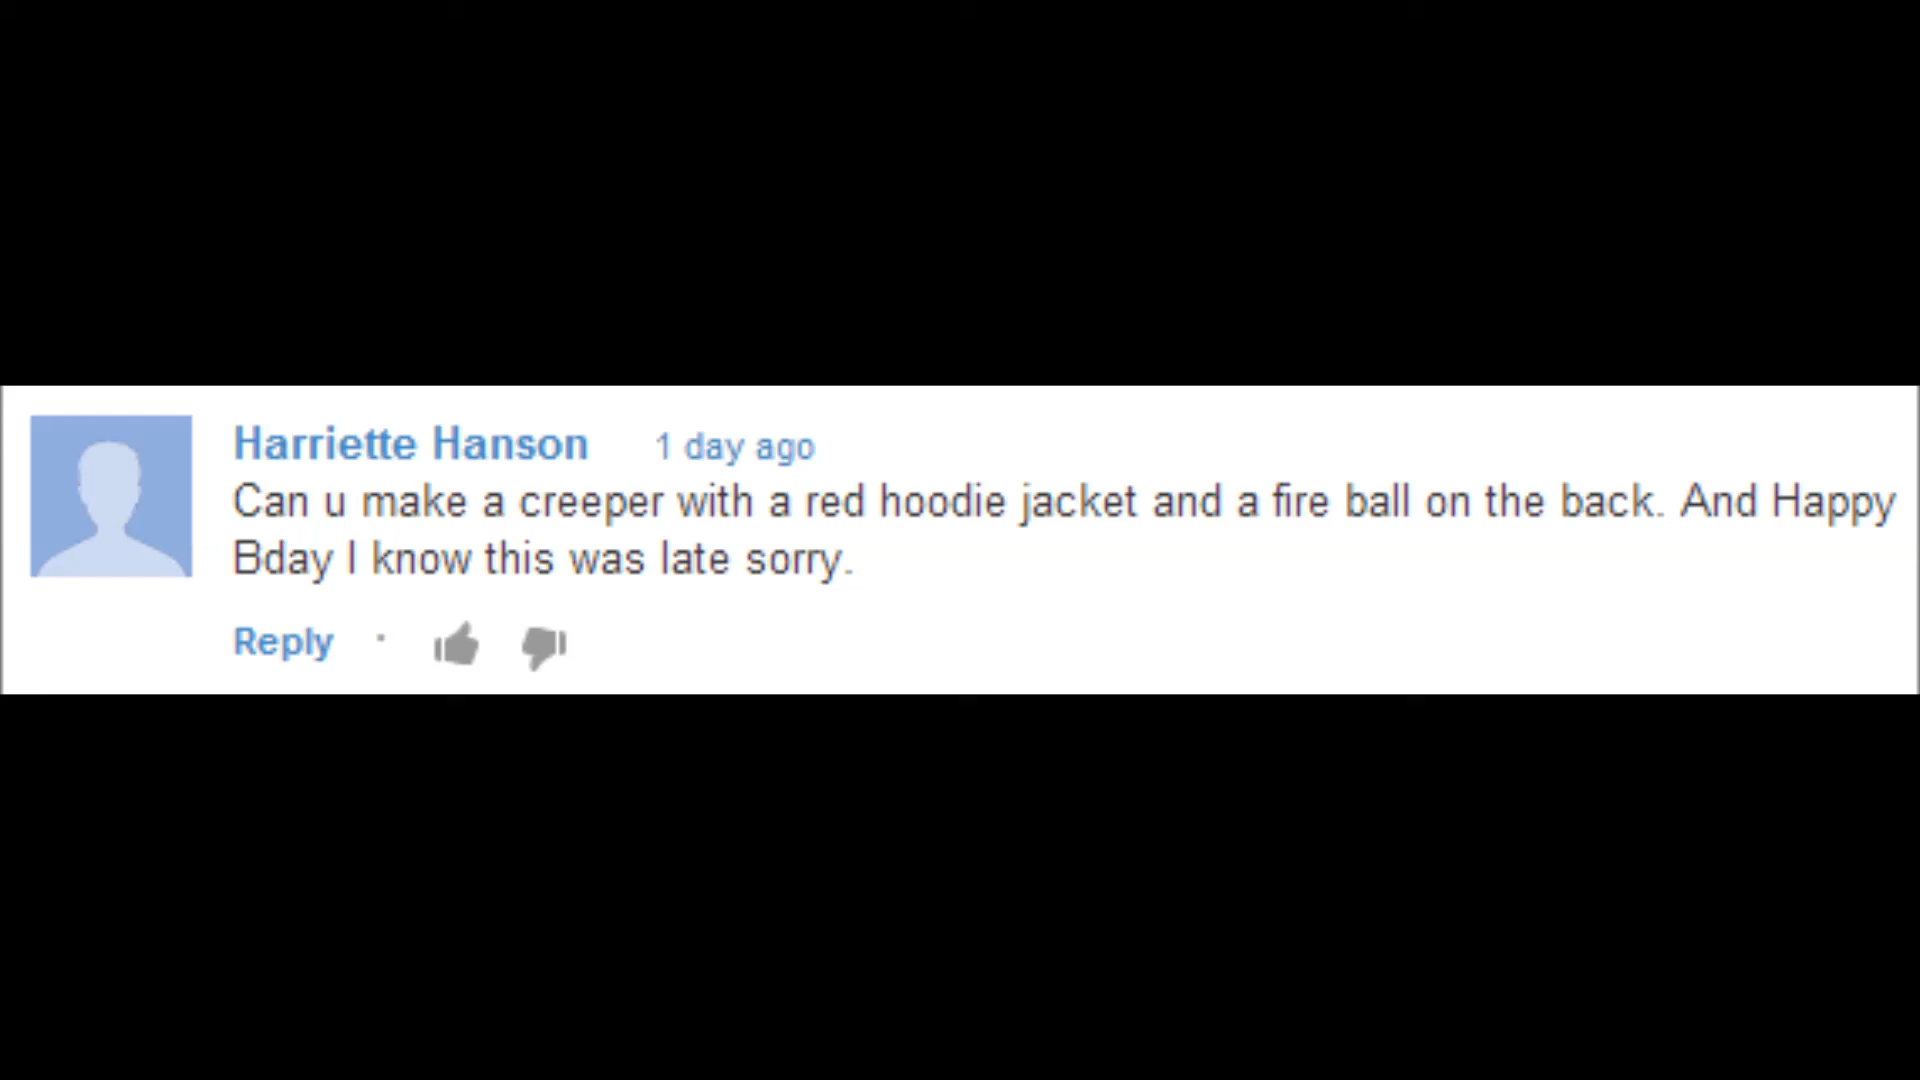 Harriette Hanson 1 day ago
Can u make a creeper with a red hoodie jacket and a fire ball on the back. And Happy
Bday I know this was late sorry.
Reply ·